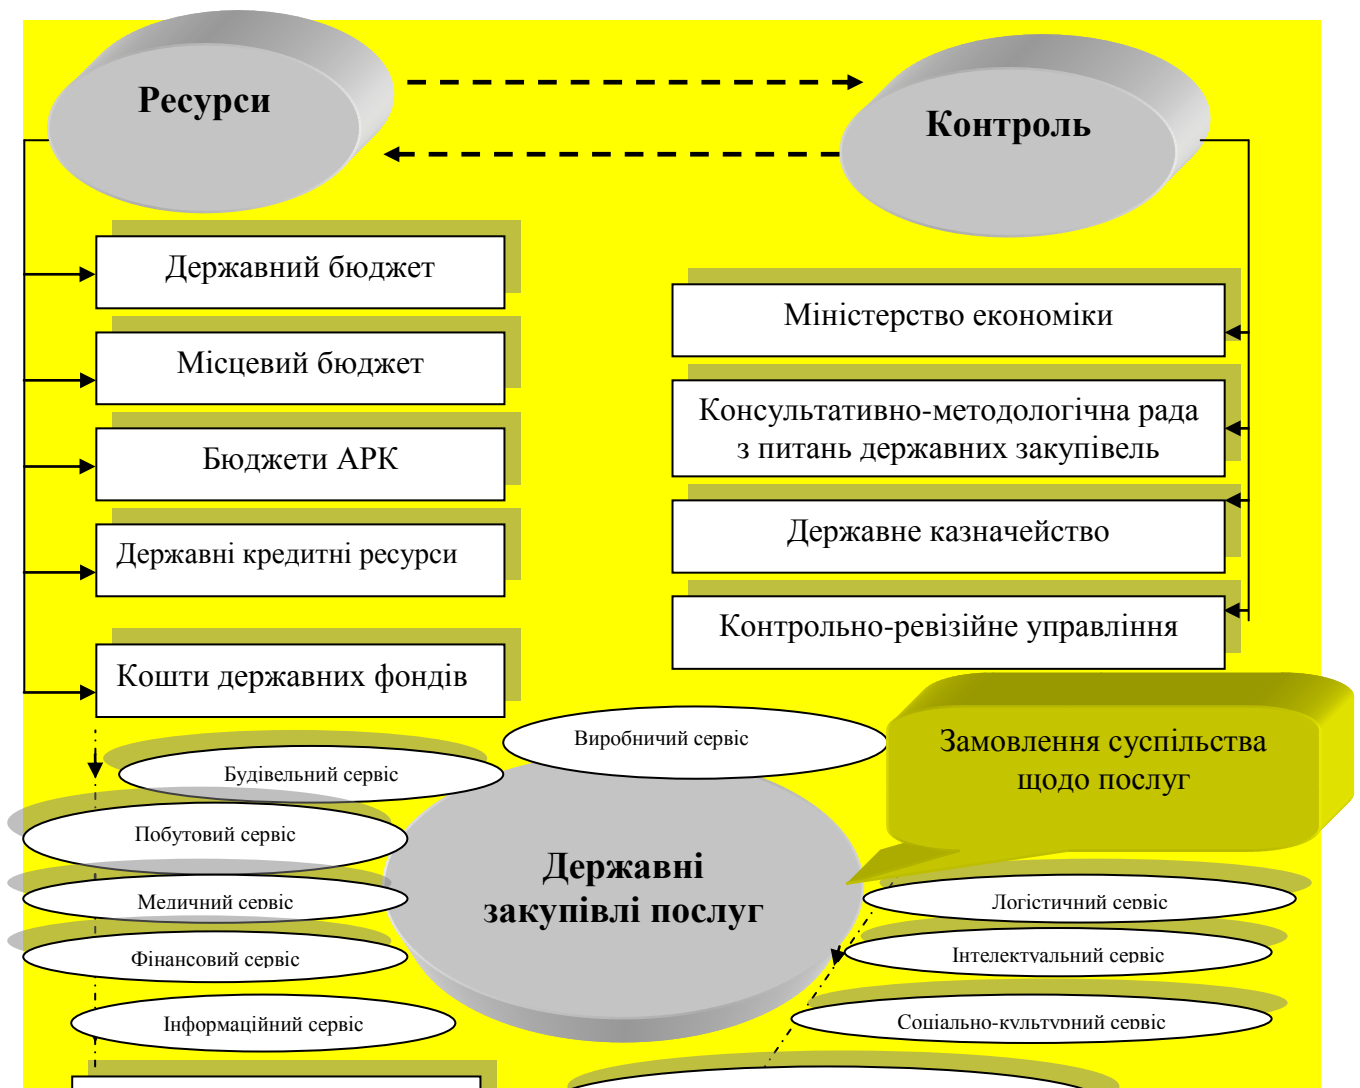 Ресурси
Контроль
Державний бюджет
Місцевий бюджет
Бюджети АРК
Державні кредитні ресурси
Кошти державних фондів
Міністерство економіки
Консультативно-методологічна рада
з питань державних закупівель
Державне казначейство
Контрольно-ревізійне управління
Замовлення суспільства
щодо послуг
Виробничий сервіс
Будівельний сервіс
Побутовий сервіс
Медичний сервіс
Фінансовий сервіс
Інформаційний сервіс
Державні
закупівлі послуг
Логістичний сервіс
Інтелектуальний сервіс
Соціально-культурний сервіс